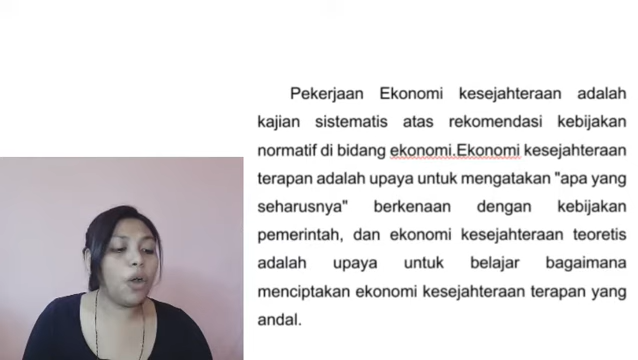 Pekerjaan Ekonomi kesejahteraan adalah
kajian sistematis atas rekomendasi kebijakan
normatif di bidang ekonomi.Ekonomi kesejahteraan
terapan adalah upaya untuk mengatakan "apa yang
seharusnya" berkenaan dengan kebijakan
pemerintah, dan ekonomi kesejahteraan teoretis
adalah upaya untuk belajar bagaimana
menciptakan ekonomi kesejahteraan terapan yang
andal.